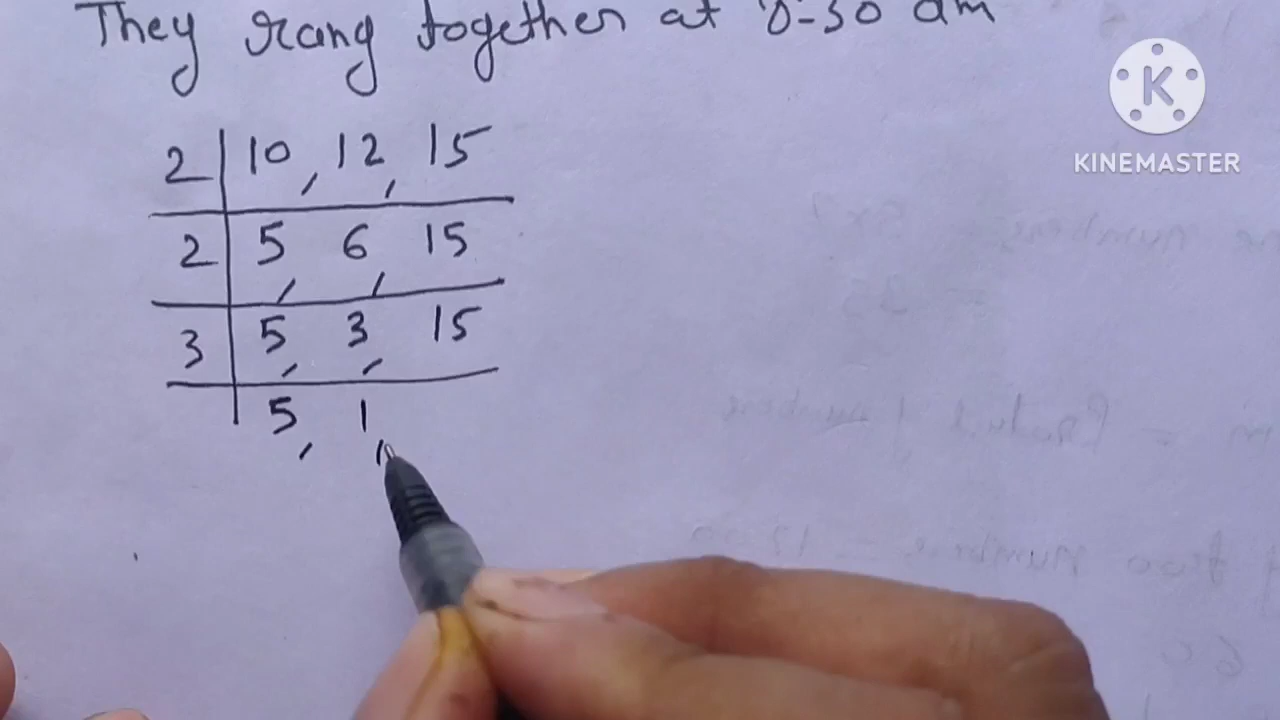 They rang together at 8-30 am
2 | 10, 12, 15
2 | 5, 6, 15
3 | 5, 3, 15
5, 1,
KINEMASTER